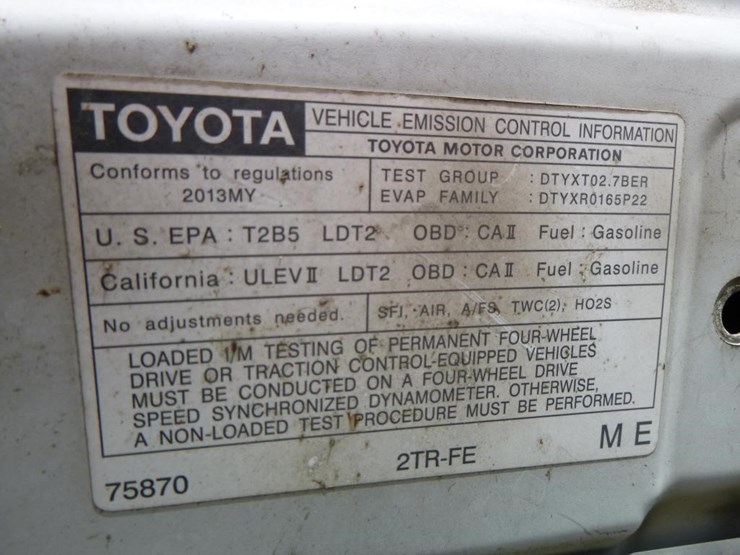 TOYOTA VEHICLE EMISSION CONTROL INFORMATION
TOYOTA MOTOR CORPORATION
Conforms to regulations
2013MY
TEST GROUP : DTYXT02.7BER
EVAP FAMILY : DTYXR0165P22
U. S. EPA : T2B5 LDT2 OBD : CAⅡ Fuel : Gasoline
California : ULEVⅡ LDT2 OBD : CAⅡ Fuel : Gasoline
No adjustments needed. SFI, AIR, A/FS, TWC(2), HO2S
LOADED I/M TESTING OF PERMANENT FOUR-WHEEL
DRIVE OR TRACTION CONTROL-EQUIPPED VEHICLES
MUST BE CONDUCTED ON A FOUR-WHEEL DRIVE
SPEED SYNCHRONIZED DYNAMOMETER. OTHERWISE,
A NON-LOADED TEST PROCEDURE MUST BE PERFORMED.
75870 2TR-FE ME